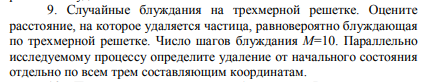 9. Случайные блуждания на трехмерной решетке. Оцените
расстояние, на которое удаляется частица, равновероятно блуждающая
по трехмерной решетке. Число шагов блуждания M=10. Параллельно
исследуемому процессу определите удаление от начального состояния
отдельно по всем трем составляющим координатам.